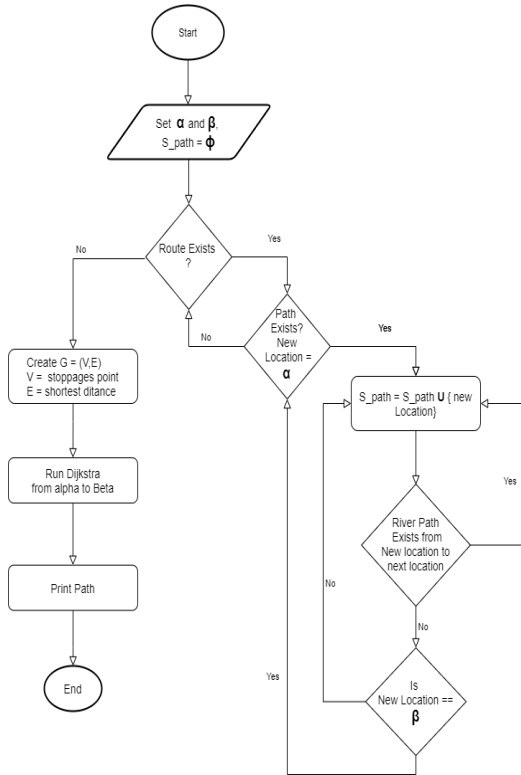 Start
Set α and β,
S_path = ϕ
Route Exists
?
No
Yes
Path
Exists?
New
Location =
α
No
Yes
Create G = (V,E)
V = stoppages point
E = shortest ditance
S_path = S_path U { new
Location}
Run Dijkstra
from alpha to Beta
Yes
River Path
Exists from
New location to
next location
No
Print Path
No
Is
New Location ==
β
Yes
End